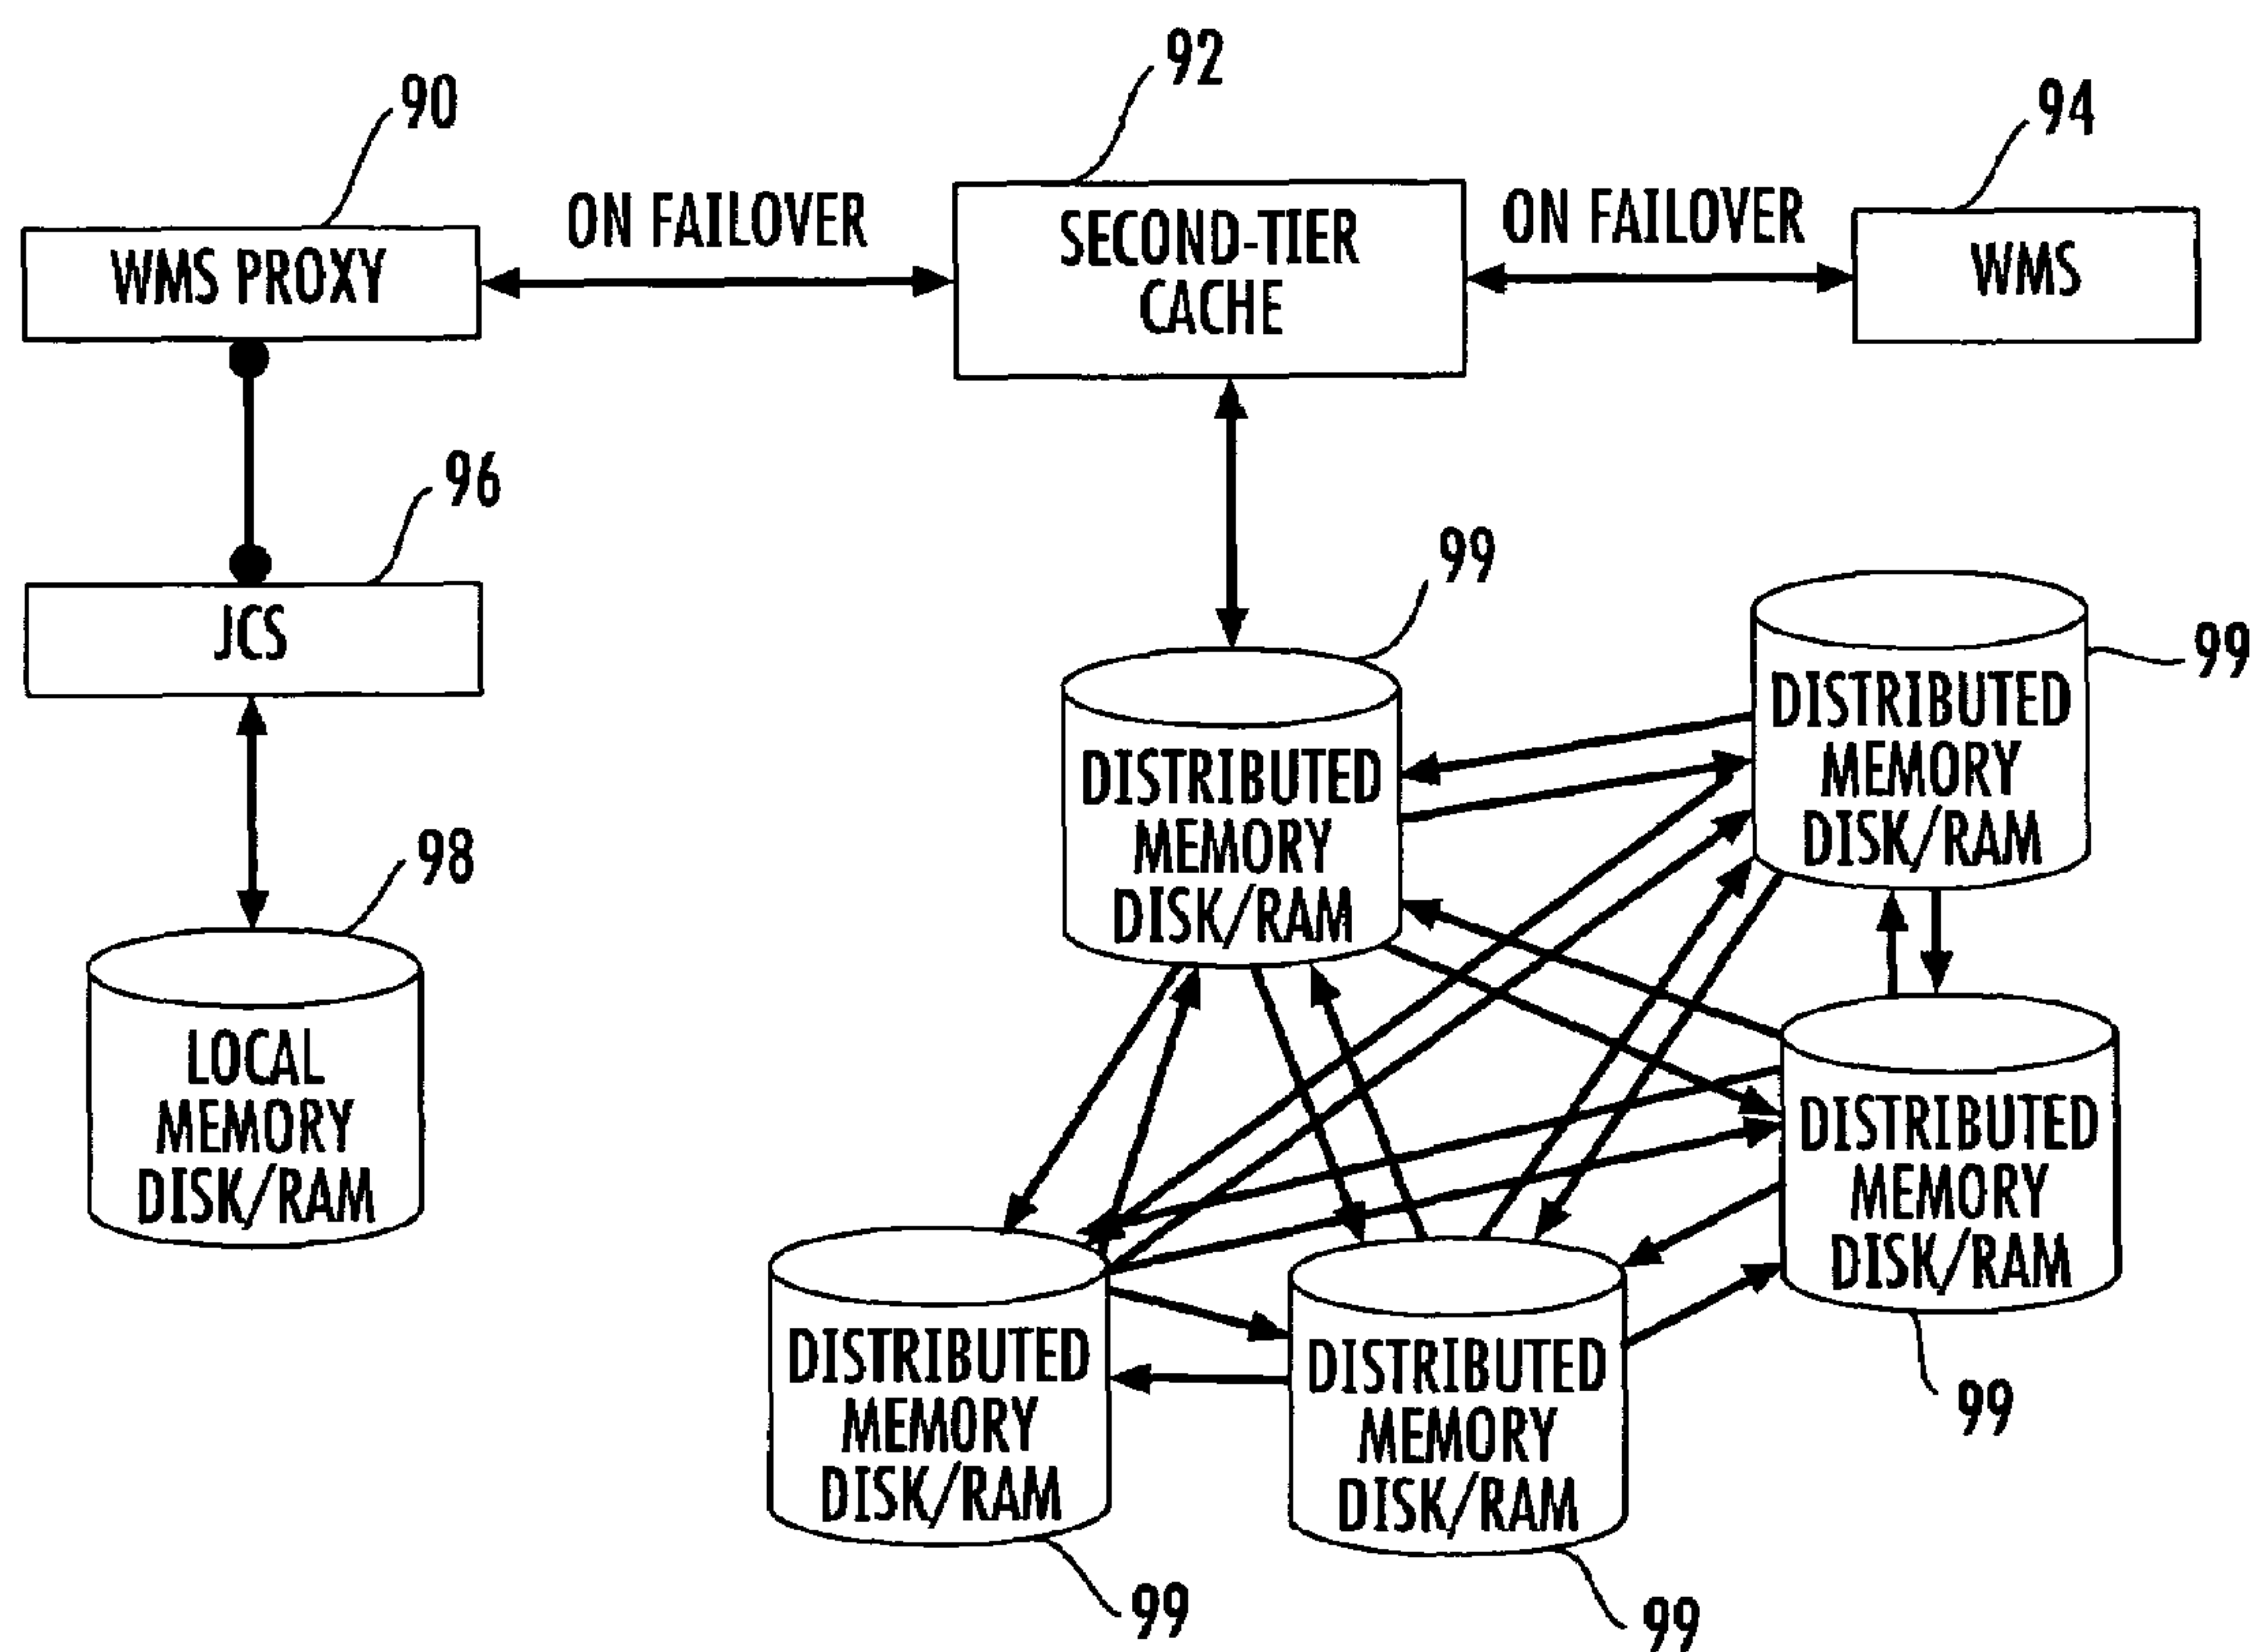 90
92
94
WMS PROXY
ON FAILOVER
SECOND-TIER
CACHE
ON FAILOVER
WMS
96
JCS
98
LOCAL
MEMORY
DISK/RAM
99
DISTRIBUTED
MEMORY
DISK/RAM
99
DISTRIBUTED
MEMORY
DISK/RAM
DISTRIBUTED
MEMORY
DISK/RAM
99
DISTRIBUTED
MEMORY
DISK/RAM
99
DISTRIBUTED
MEMORY
DISK/RAM
99